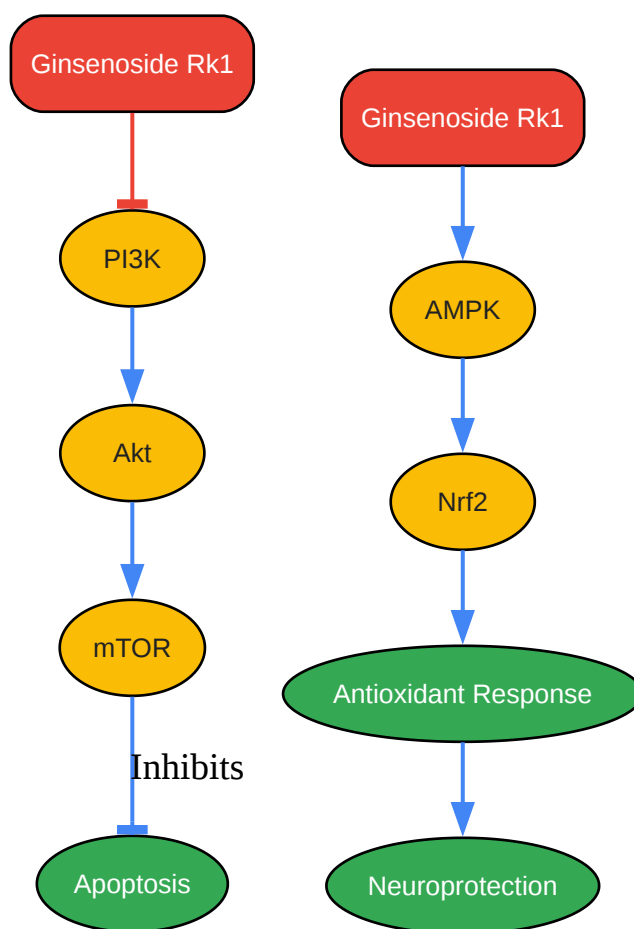 Ginsenoside Rk1
PI3K
Akt
mTOR
Inhibits
Apoptosis
Ginsenoside Rk1
AMPK
Nrf2
Antioxidant Response
Neuroprotection